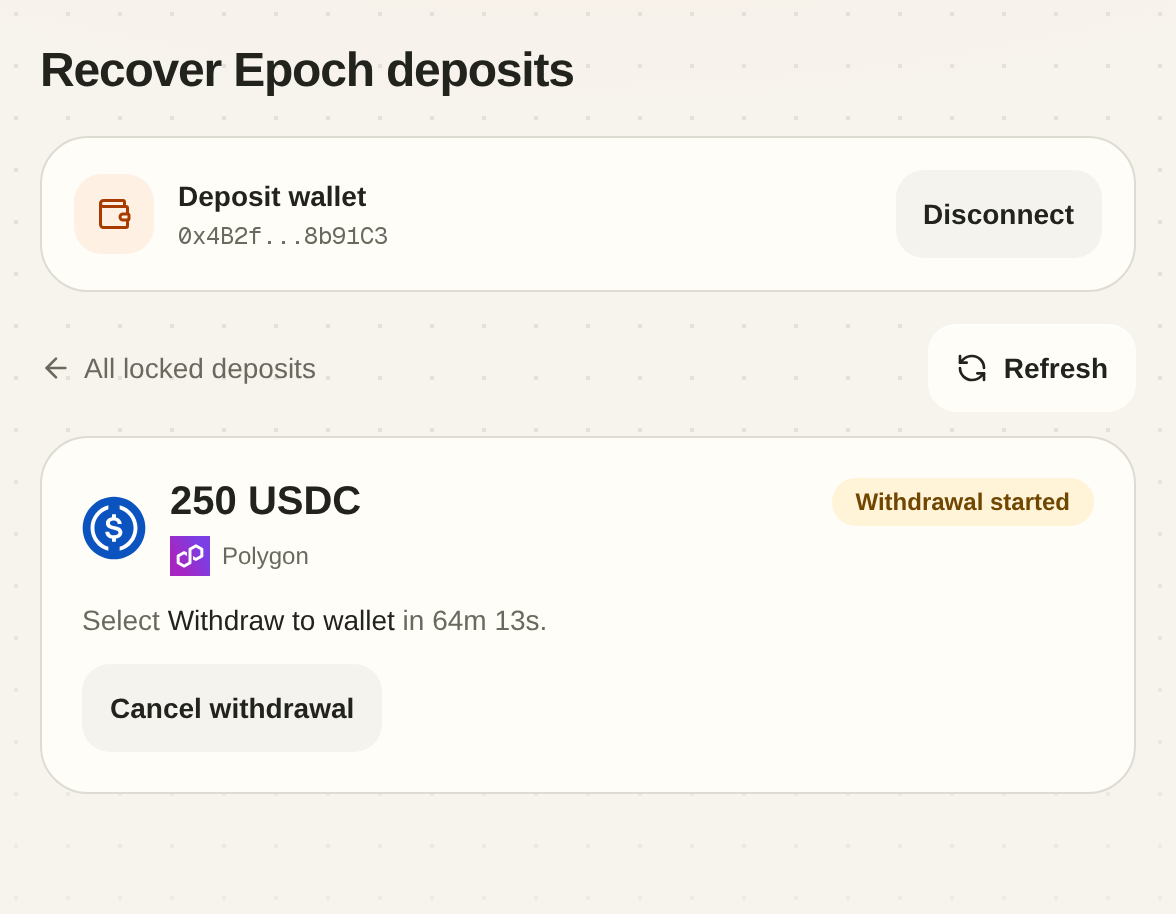 Recover Epoch deposits
Deposit wallet
0x4B2f...8b91C3
Disconnect
All locked deposits
Refresh
250 USDC
Withdrawal started
Polygon
Select Withdraw to wallet in 64m 13s.
Cancel withdrawal